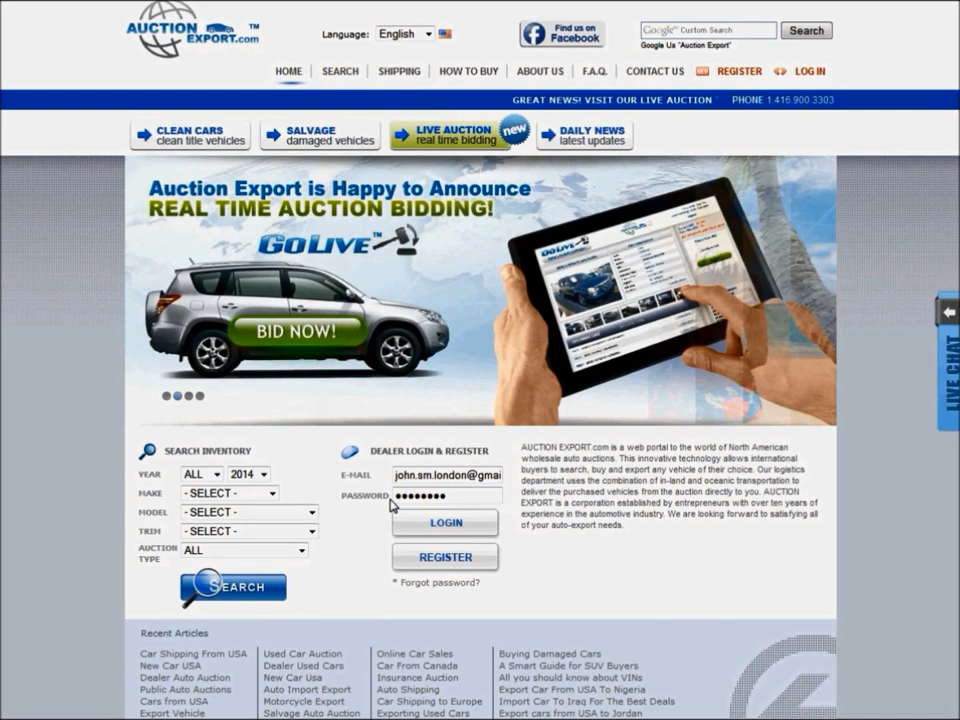 AUCTION
EXPORT.com
TM
Language: English
Find us on
Facebook
Google™ Custom Search
Search
Google Us "Auction Export"
HOME SEARCH SHIPPING HOW TO BUY ABOUT US F.A.Q. CONTACT US REGISTER LOG IN
GREAT NEWS! VISIT OUR LIVE AUCTION PHONE 1.416.900.3303
CLEAN CARS
clean title vehicles
SALVAGE
damaged vehicles
LIVE AUCTION
real time bidding
new
DAILY NEWS
latest updates
Auction Export is Happy to Announce
REAL TIME AUCTION BIDDING!
GOLIVE™
BID NOW!
GOLIVE
LIVE CHAT
SEARCH INVENTORY
YEAR ALL 2014
MAKE - SELECT -
MODEL - SELECT -
TRIM - SELECT -
AUCTION
TYPE ALL
SEARCH
DEALER LOGIN & REGISTER
E-MAIL john.sm.london@gmai
PASSWORD
LOGIN
REGISTER
* Forgot password?
AUCTION EXPORT.com is a web portal to the world of North American
wholesale auto auctions. This innovative technology allows international
buyers to search, buy and export any vehicle of their choice. Our logistics
department uses the combination of in-land and oceanic transportation to
deliver the purchased vehicles from the auction directly to you. AUCTION
EXPORT is a corporation established by entrepreneurs with over ten years of
experience in the automotive industry. We are looking forward to satisfying all
of your auto-export needs.
Recent Articles
Car Shipping From USA
New Car USA
Dealer Auto Auction
Public Auto Auctions
Cars from USA
Export Vehicle
Used Car Auction
Dealer Used Cars
New Car Usa
Auto Import Export
Motorcycle Export
Salvage Auto Auction
Online Car Sales
Car From Canada
Insurance Auction
Auto Shipping
Car Shipping to Europe
Exporting Used Cars
Buying Damaged Cars
A Smart Guide for SUV Buyers
All you should know about VINs
Export Car From USA To Nigeria
Import Car To Iraq For The Best Deals
Export cars from USA to Jordan